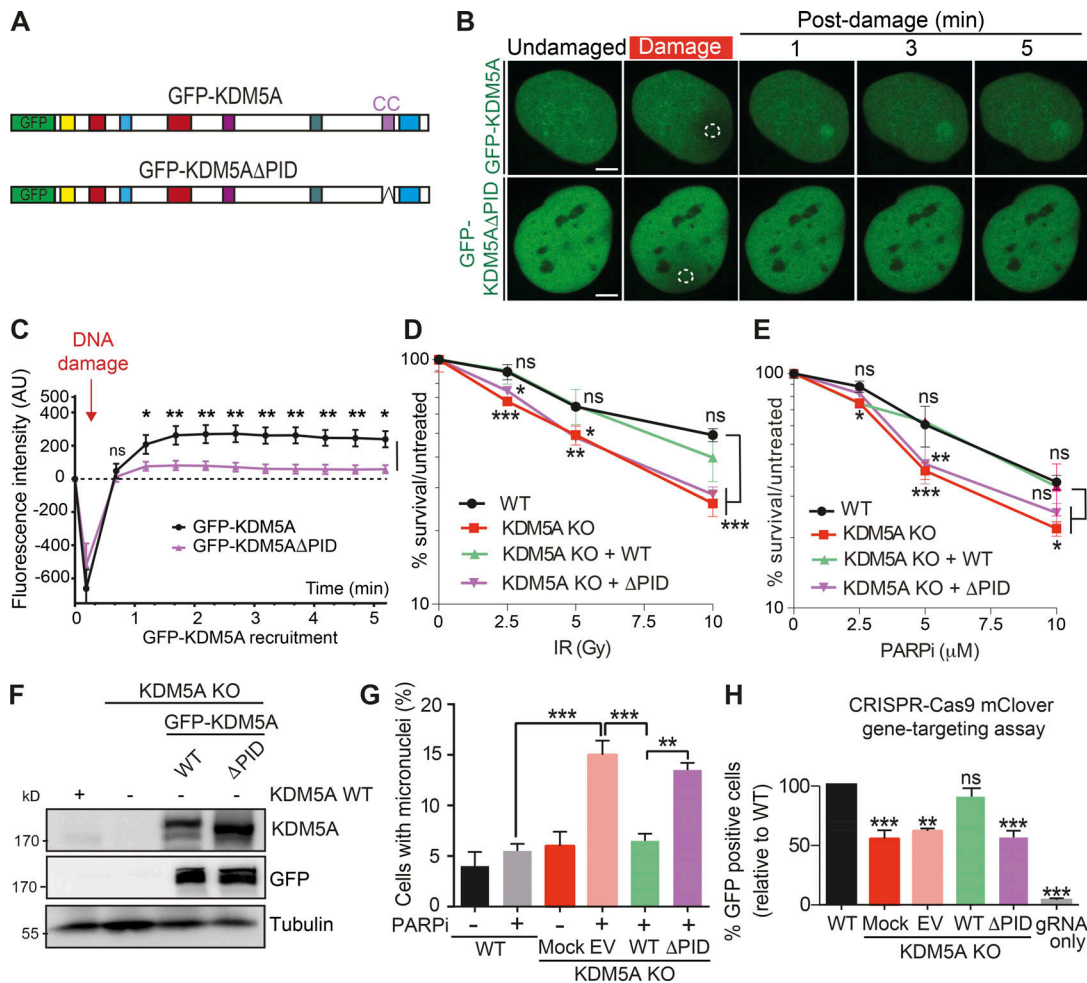 A
GFP-KDM5A
CC
GFP
GFP-KDM5AΔPID
GFP
B
Post-damage (min)
Undamaged Damage 1 3 5
GFP-KDM5A
GFP-
KDM5AΔPID
C
DNA
damage
Fluorescence intensity (AU)
500
400
200
0
-200
-400
-600
ns * ** ** ** ** ** ** ** *
GFP-KDM5A
GFP-KDM5AΔPID
Time (min)
0 1 2 3 4 5
GFP-KDM5A recruitment
D
% survival/untreated
100
10
ns
ns
ns
*
***
*
**
***
WT
KDM5A KO
KDM5A KO + WT
KDM5A KO + ΔPID
0 2.5 5 7.5 10
IR (Gy)
E
% survival/untreated
100
10
ns
ns
ns
*
**
***
*
*
WT
KDM5A KO
KDM5A KO + WT
KDM5A KO + ΔPID
0 2.5 5 7.5 10
PARPi (μM)
F
KDM5A KO
GFP-KDM5A
WT ΔPID
kD + - - - KDM5A WT
170 KDM5A
170 GFP
55 Tubulin
G
Cells with micronuclei (%)
20
15
10
5
0
*** ***
**
PARPi - + - + + +
WT Mock EV WT ΔPID
KDM5A KO
H
CRISPR-Cas9 mClover
gene-targeting assay
% GFP positive cells
(relative to WT)
100
50
0
*** ** ns *** ***
WT Mock EV WT ΔPID gRNA
only
KDM5A KO